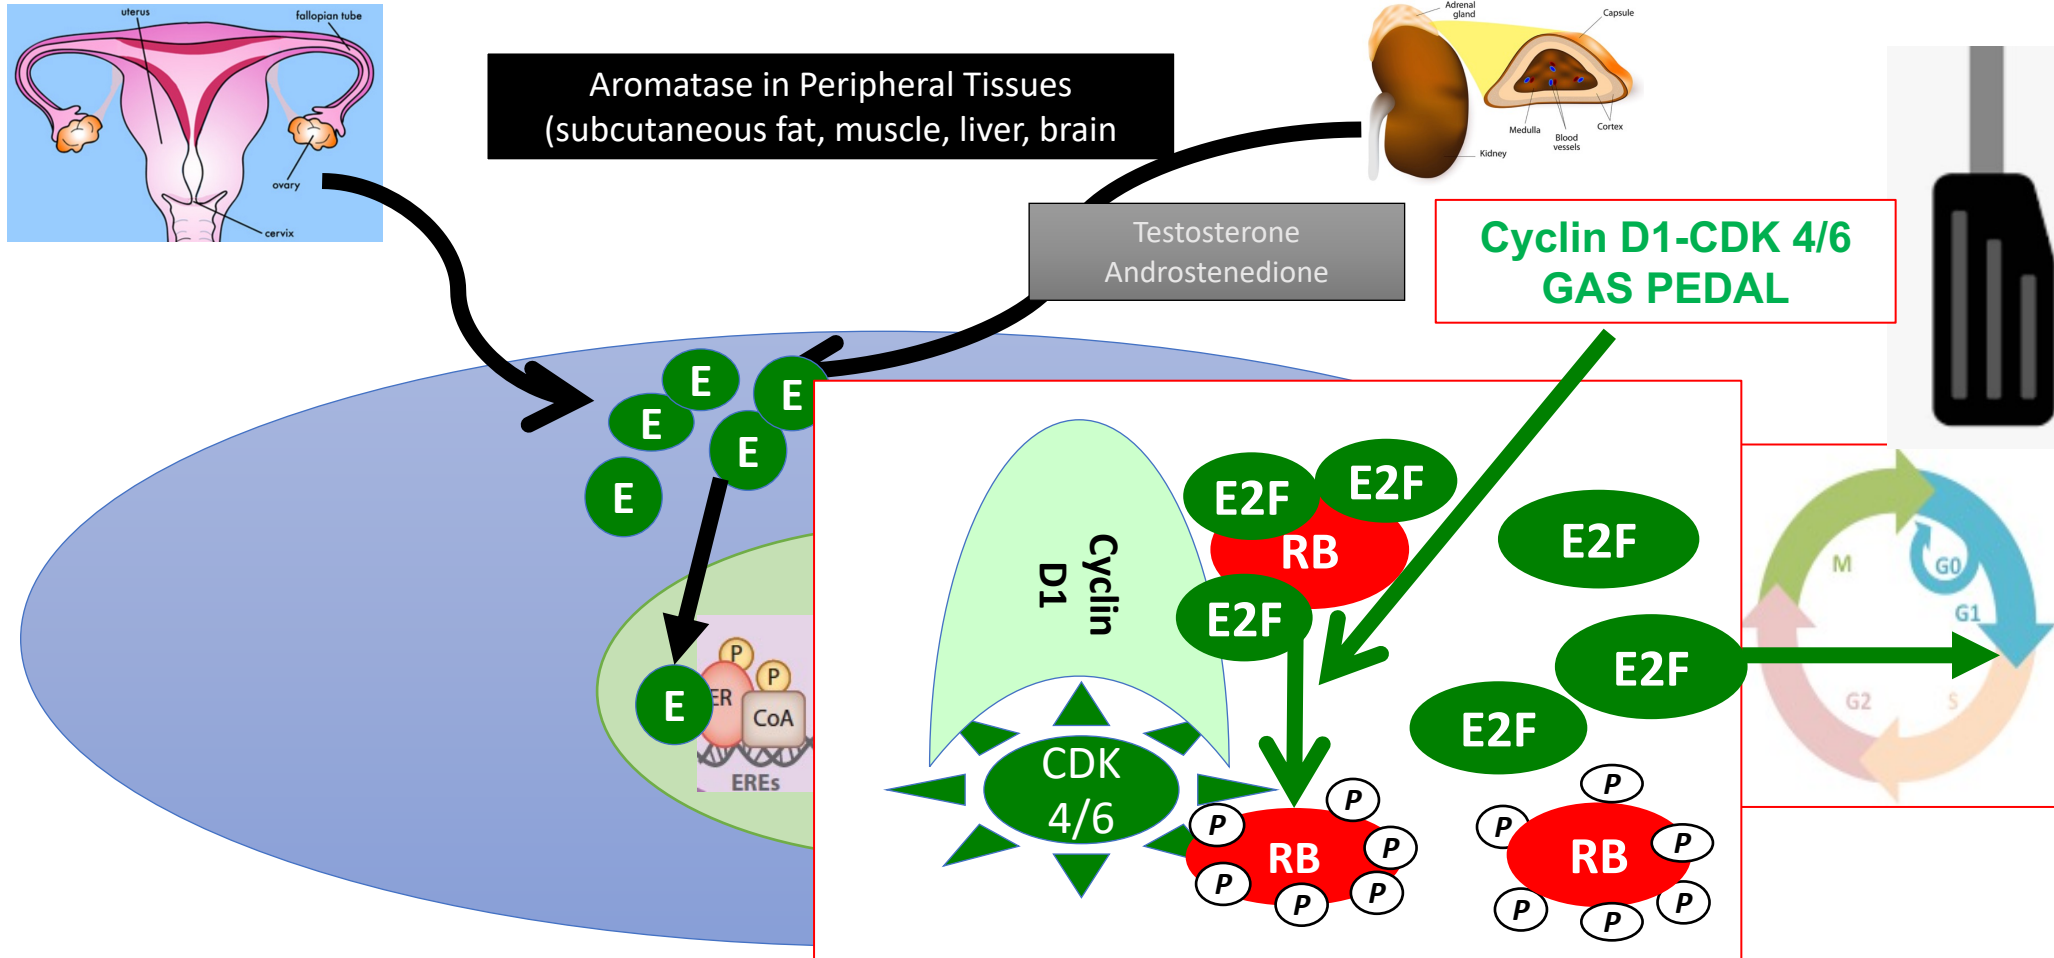 uterus
fallopian tube
ovary
cervix
Aromatase in Peripheral Tissues
(subcutaneous fat, muscle, liver, brain
Adrenal
gland
Capsule
Medulla
Blood
vessels
Cortex
Kidney
Testosterone
Androstenedione
Cyclin D1-CDK 4/6
GAS PEDAL
E
E
E
E
E
E
P
P
ER
CoA
EREs
Cyclin
D1
CDK
4/6
E2F
E2F
RB
E2F
E2F
E2F
E2F
P
P
P
P
P
P
RB
P
P
P
P
P
P
RB
M
G0
G1
G2
S